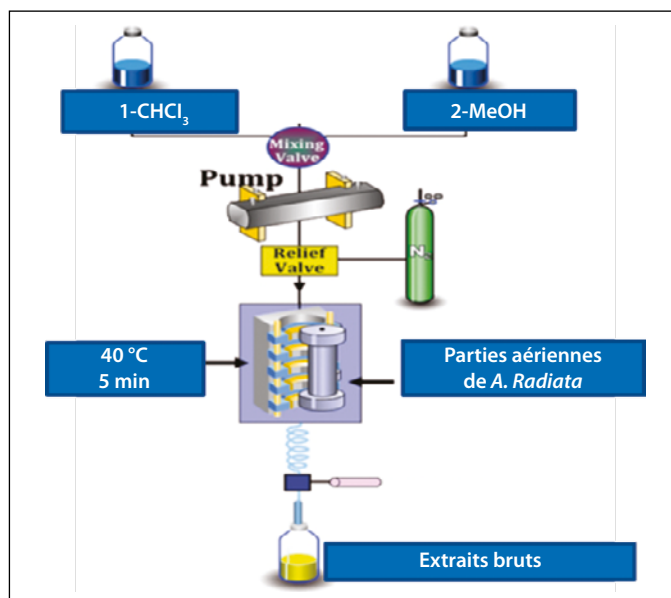 1-CHCl₃
2-MeOH
Mixing
Valve
Pump
Relief
Valve
N₂
40 °C
5 min
Parties aériennes
de A. Radiata
Extraits bruts